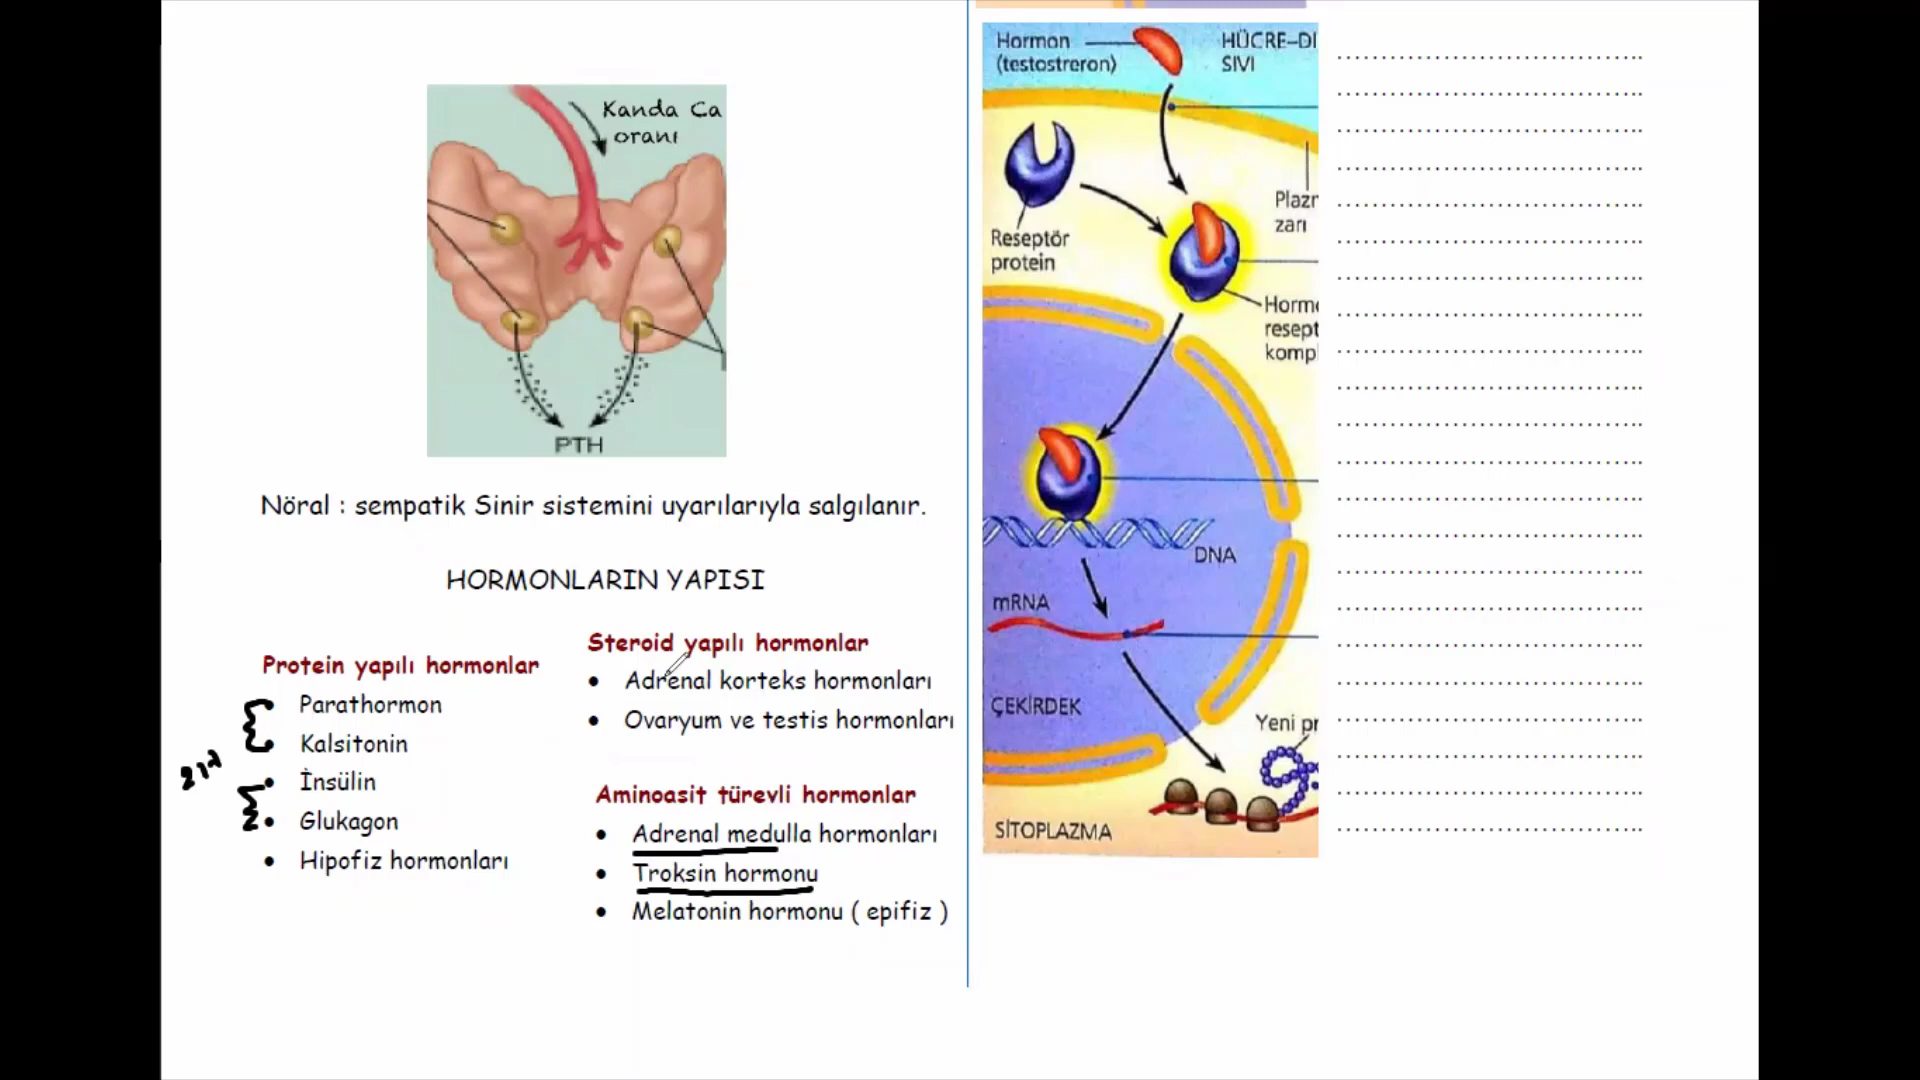 Kanda Ca
oranı
PTH
Nöral : sempatik Sinir sistemini uyarılarıyla salgılanır.
HORMONLARIN YAPISI
Protein yapılı hormonlar
• Parathormon
• Kalsitonin
• İnsülin
• Glukagon
• Hipofiz hormonları
Steroid yapılı hormonlar
• Adrenal korteks hormonları
• Ovaryum ve testis hormonları
Aminoasit türevli hormonlar
• Adrenal medulla hormonları
• Troksin hormonu
• Melatonin hormonu ( epifiz )
Hormon
(testostreron)
HÜCRE-DI
SIVI
Plazm
zarı
Reseptör
protein
Horm
resept
komp
DNA
mRNA
ÇEKİRDEK
Yeni pr
SİTOPLAZMA